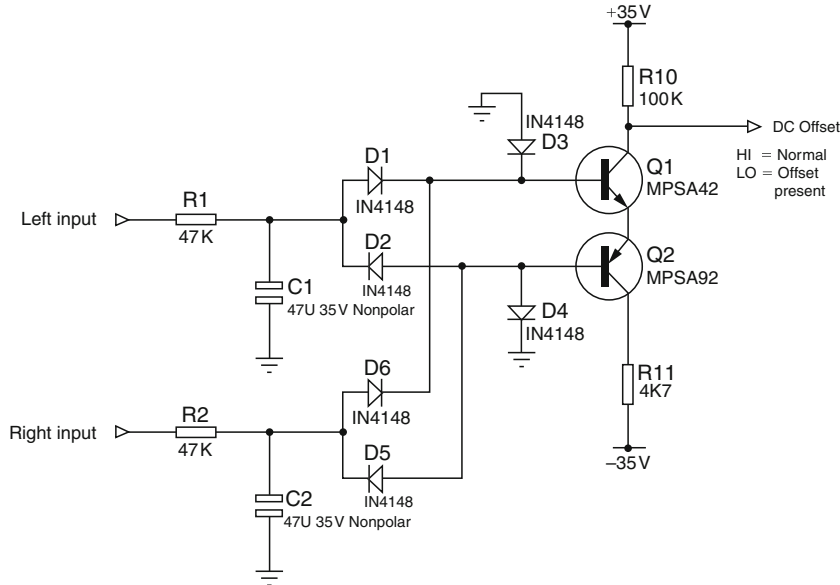 +35V
R10
100K
DC Offset
HI = Normal
LO = Offset
present
IN4148
D3
Q1
MPSA42
D1
IN4148
R1
47K
Left input
D2
IN4148
Q2
MPSA92
C1
47U 35V Nonpolar
D4
IN4148
R11
4K7
–35V
D6
IN4148
R2
47K
Right input
D5
IN4148
C2
47U 35V Nonpolar